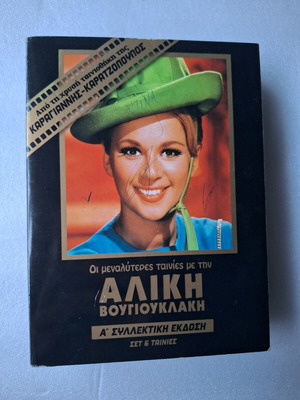 Από τη χρυσή ταινιοθήκη της
ΚΑΡΑΓΙΑΝΝΗΣ-ΚΑΡΑΤΖΟΠΟΥΛΟΣ
Οι μεγαλύτερες ταινίες με την
ΑΛΙΚΗ
ΒΟΥΓΙΟΥΚΛΑΚΗ
Α' ΣΥΛΛΕΚΤΙΚΗ ΕΚΔΟΣΗ
ΣΕΤ 6 ΤΑΙΝΙΕΣ